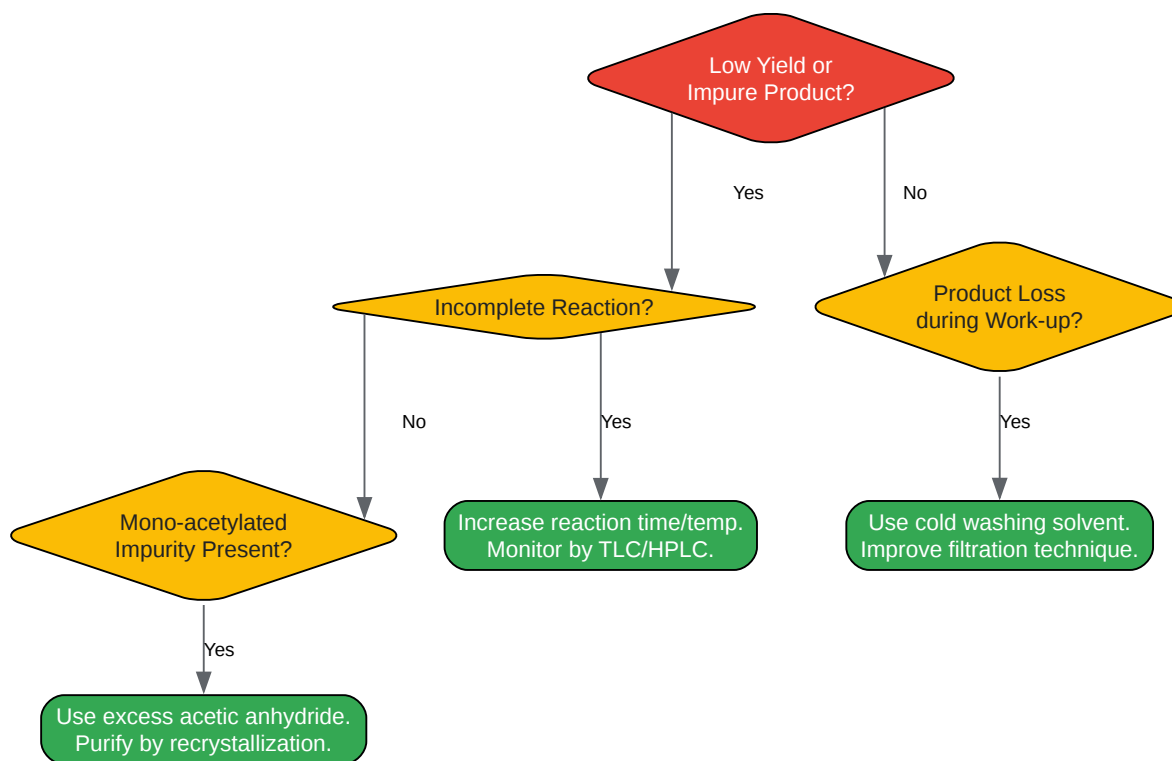 Low Yield or
Impure Product?
Yes
No
Incomplete Reaction?
Product Loss
during Work-up?
No
Yes
Yes
Mono-acetylated
Impurity Present?
Increase reaction time/temp.
Monitor by TLC/HPLC.
Use cold washing solvent.
Improve filtration technique.
Yes
Use excess acetic anhydride.
Purify by recrystallization.